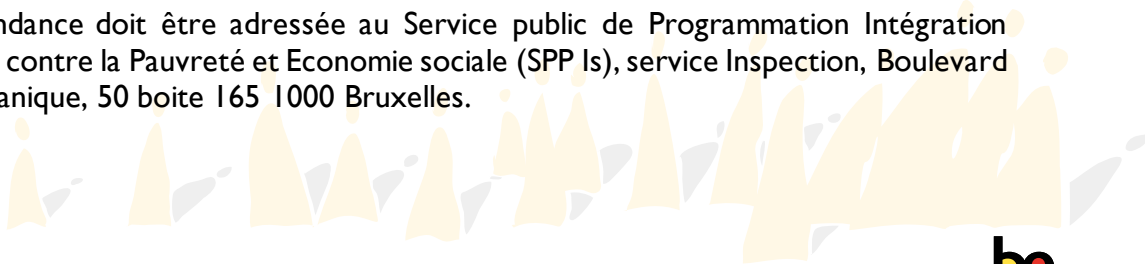 ndance doit être adressée au Service public de Programmation Intégration
contre la Pauvreté et Economie sociale (SPP Is), service Inspection, Boulevard
anique, 50 boite 165 1000 Bruxelles.
be